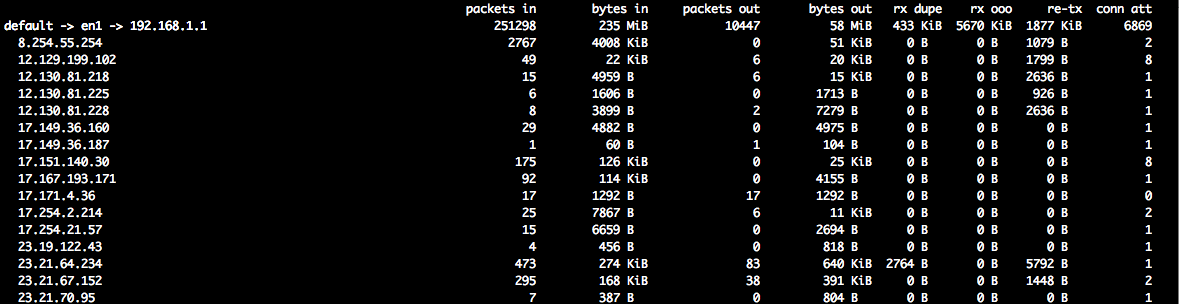 packets in bytes in packets out bytes out rx dupe rx ooo re-tx conn att
default -> en1 -> 192.168.1.1 251298 235 MiB 10447 58 MiB 433 KiB 5670 KiB 1877 KiB 6869
8.254.55.254 2767 4008 KiB 0 51 KiB 0 B 0 B 1079 B 2
12.129.199.102 49 22 KiB 6 20 KiB 0 B 0 B 1799 B 8
12.130.81.218 15 4959 B 6 15 KiB 0 B 0 B 2636 B 1
12.130.81.225 6 1606 B 0 1713 B 0 B 0 B 926 B 1
12.130.81.228 8 3899 B 2 7279 B 0 B 0 B 2636 B 1
17.149.36.160 29 4882 B 0 4975 B 0 B 0 B 0 B 1
17.149.36.187 1 60 B 1 104 B 0 B 0 B 0 B 1
17.151.140.30 175 126 KiB 0 25 KiB 0 B 0 B 0 B 8
17.167.193.171 92 114 KiB 0 4155 B 0 B 0 B 0 B 1
17.171.4.36 17 1292 B 17 1292 B 0 B 0 B 0 B 0
17.254.2.214 25 7867 B 6 11 KiB 0 B 0 B 0 B 2
17.254.21.57 15 6659 B 0 2694 B 0 B 0 B 0 B 1
23.19.122.43 4 456 B 0 818 B 0 B 0 B 0 B 1
23.21.64.234 473 274 KiB 83 640 KiB 2764 B 0 B 5792 B 1
23.21.67.152 295 168 KiB 38 391 KiB 0 B 0 B 1448 B 2
23.21.70.95 7 387 B 0 804 B 0 B 0 B 0 B 1